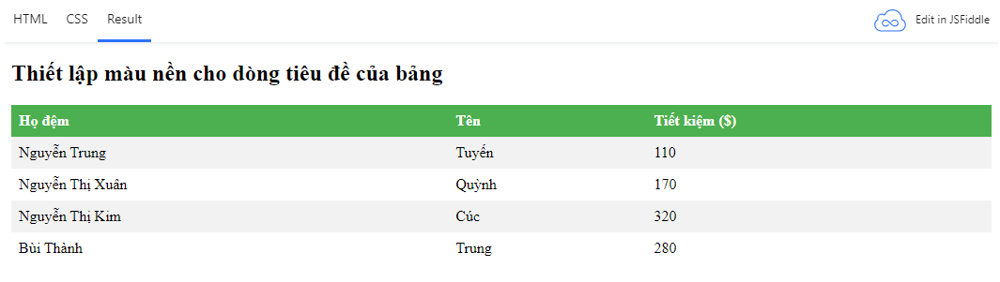 HTML CSS Result Edit in JSFiddle
Thiết lập màu nền cho dòng tiêu đề của bảng
Họ đệm Tên Tiết kiệm ($)
Nguyễn Trung Tuyến 110
Nguyễn Thị Xuân Quỳnh 170
Nguyễn Thị Kim Cúc 320
Bùi Thành Trung 280